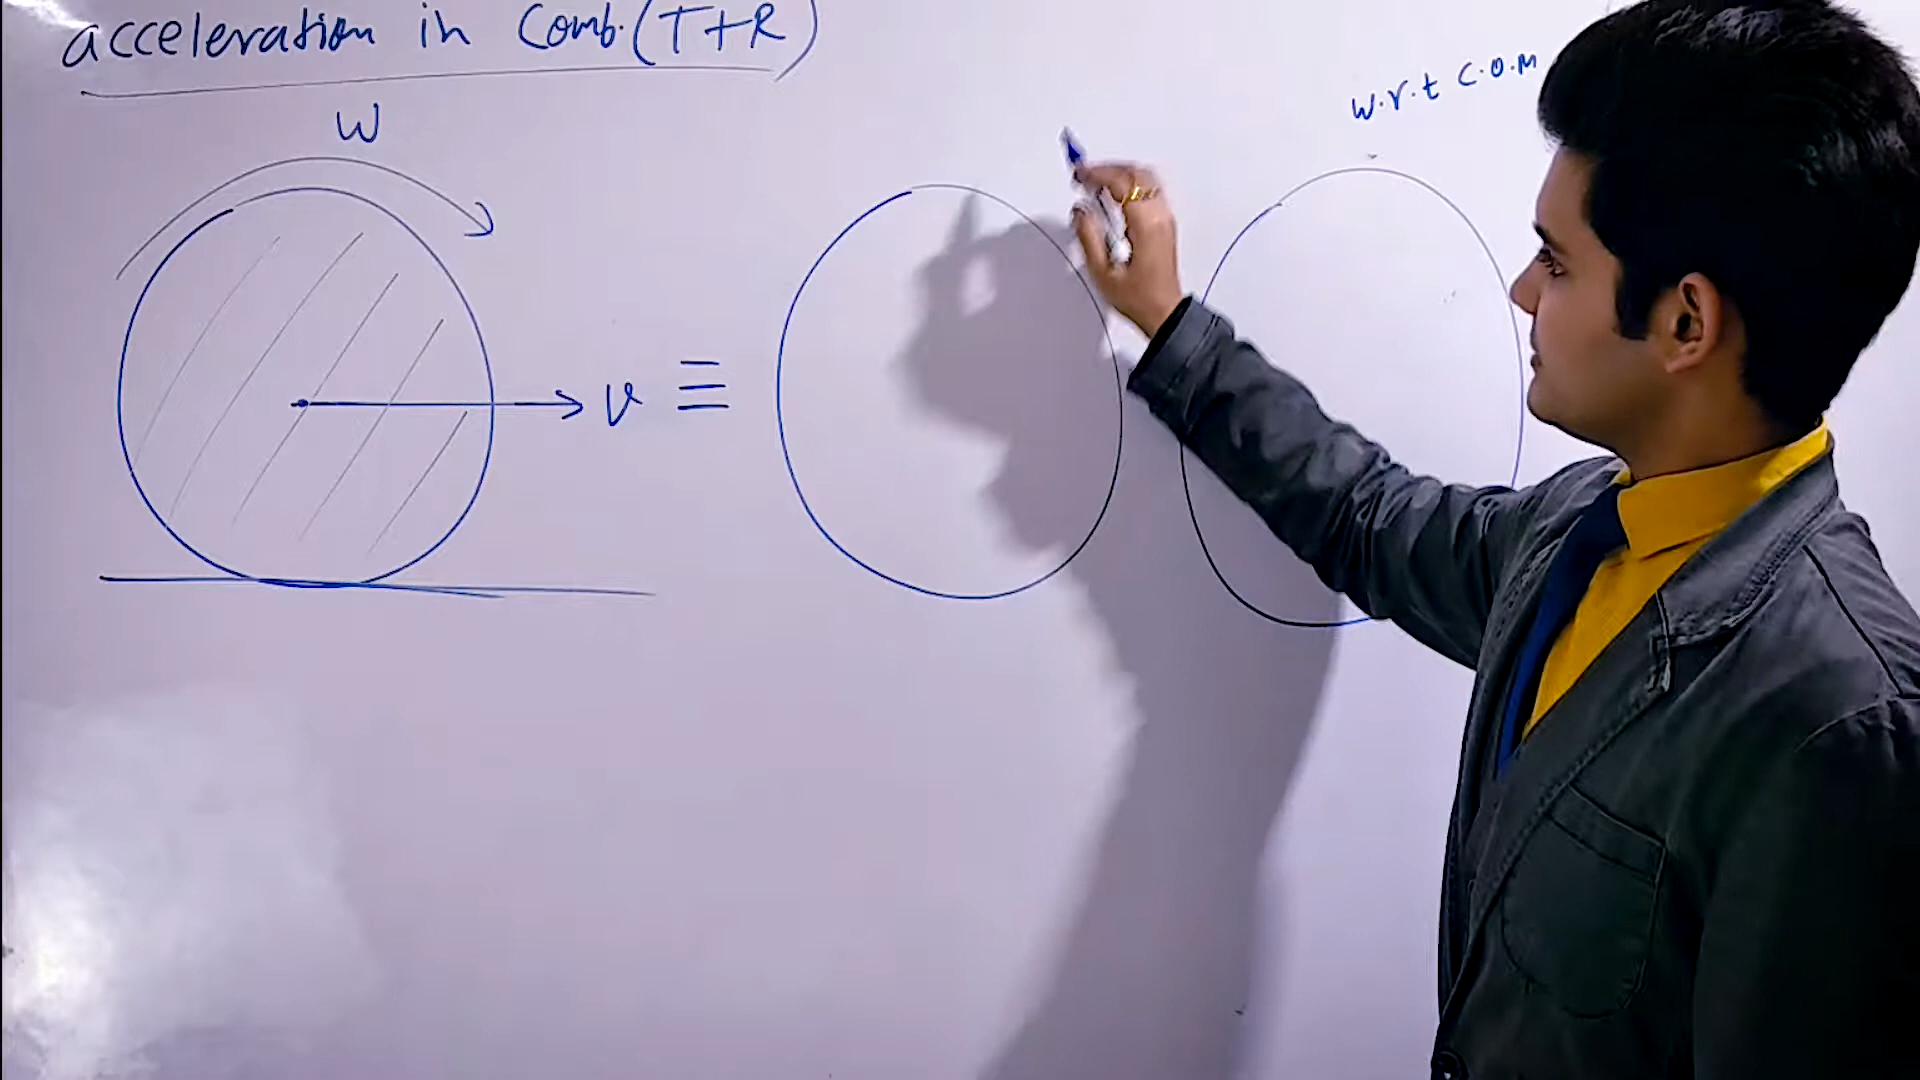 acceleration in Comb. (T+R)
w.r.t C.O.M
W
v ≡